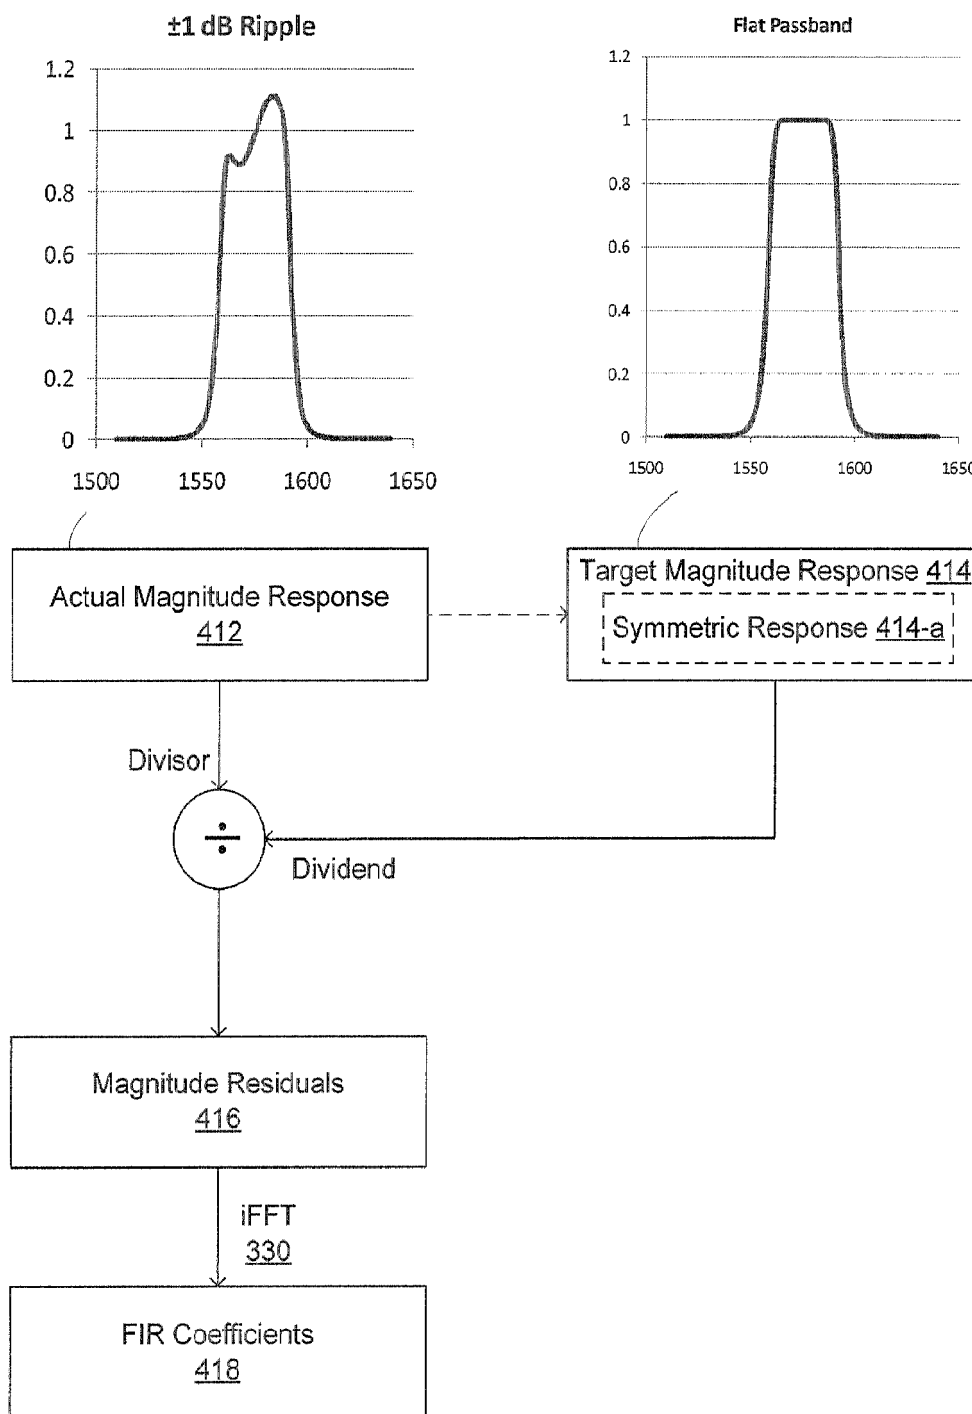 ±1 dB Ripple
1.2
1
0.8
0.6
0.4
0.2
0
1500 1550 1600 1650
Flat Passband
1.2
1
0.8
0.6
0.4
0.2
0
1500 1550 1600 1650
Actual Magnitude Response
412
Target Magnitude Response 414
Symmetric Response 414-a
Divisor
÷
Dividend
Magnitude Residuals
416
iFFT
330
FIR Coefficients
418